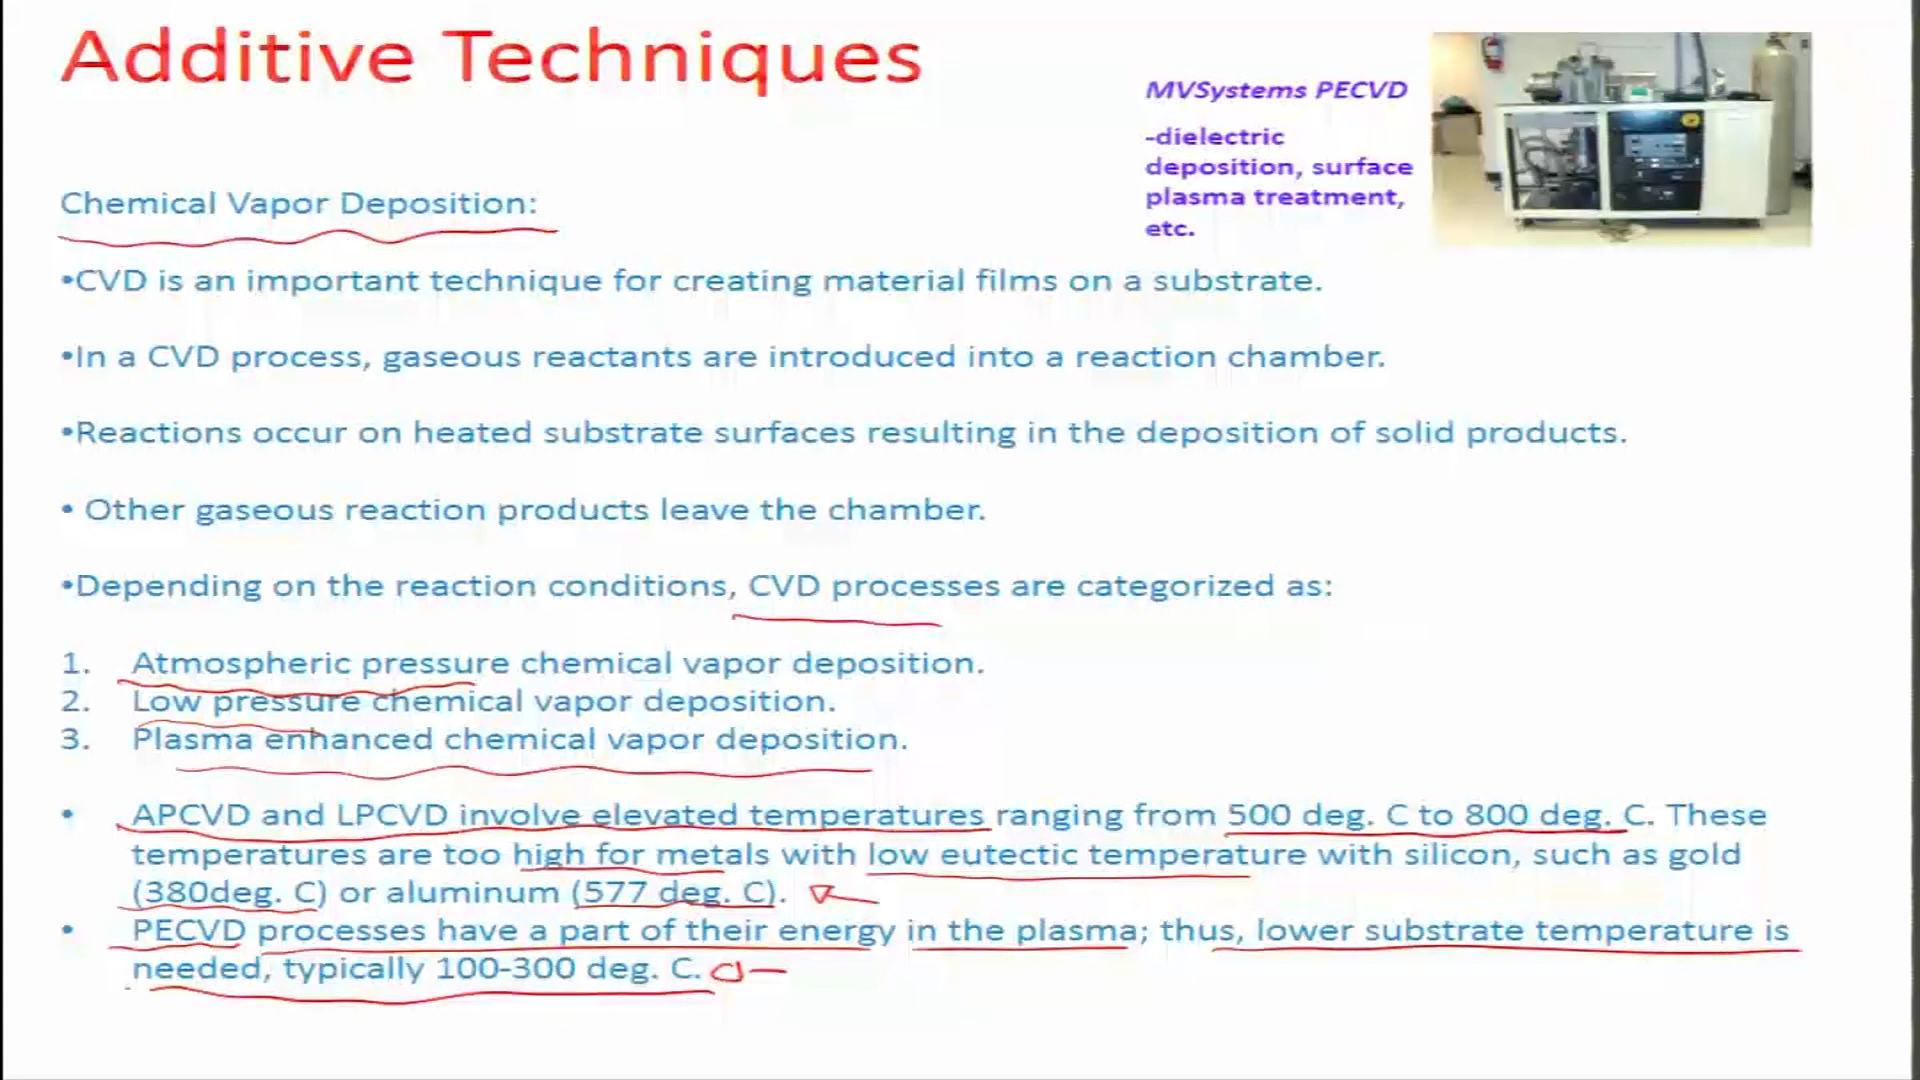 Additive Techniques
MVSystems PECVD
-dielectric
deposition, surface
plasma treatment,
etc.
Chemical Vapor Deposition:
•CVD is an important technique for creating material films on a substrate.
•In a CVD process, gaseous reactants are introduced into a reaction chamber.
•Reactions occur on heated substrate surfaces resulting in the deposition of solid products.
• Other gaseous reaction products leave the chamber.
•Depending on the reaction conditions, CVD processes are categorized as:
1. Atmospheric pressure chemical vapor deposition.
2. Low pressure chemical vapor deposition.
3. Plasma enhanced chemical vapor deposition.
• APCVD and LPCVD involve elevated temperatures ranging from 500 deg. C to 800 deg. C. These
temperatures are too high for metals with low eutectic temperature with silicon, such as gold
(380deg. C) or aluminum (577 deg. C).
• PECVD processes have a part of their energy in the plasma; thus, lower substrate temperature is
needed, typically 100-300 deg. C.